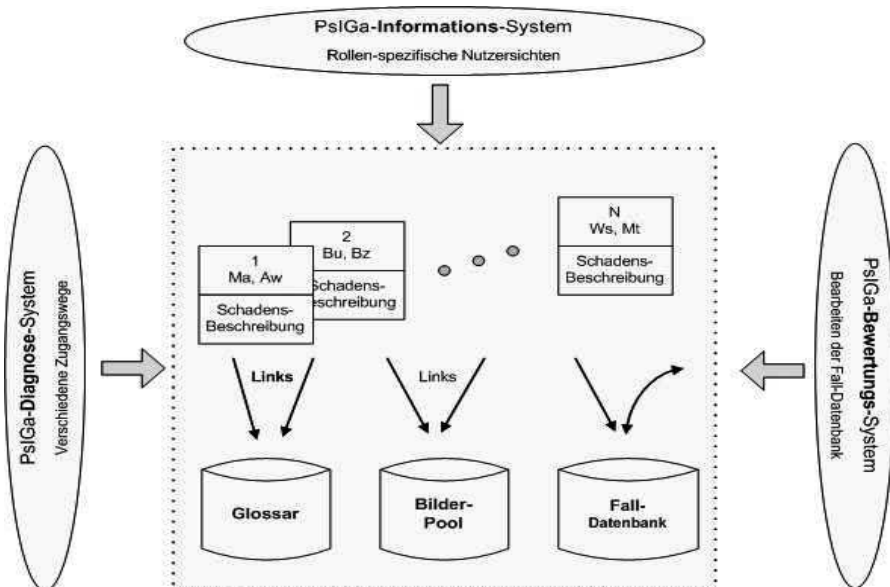 PsIGa-Informations-System
Rollen-spezifische Nutzersichten
PsIGa-Diagnose-System
Verschiedene Zugangswege
1
Ma, Aw
Schadens-
Beschreibung
2
Bu, Bz
Schadens-
eschreibung
N
Ws, Mt
Schadens-
Beschreibung
Links
Links
Glossar
Bilder-
Pool
Fall-
Datenbank
PsIGa-Bewertungs-System
Bearbeiten der Fall-Datenbank